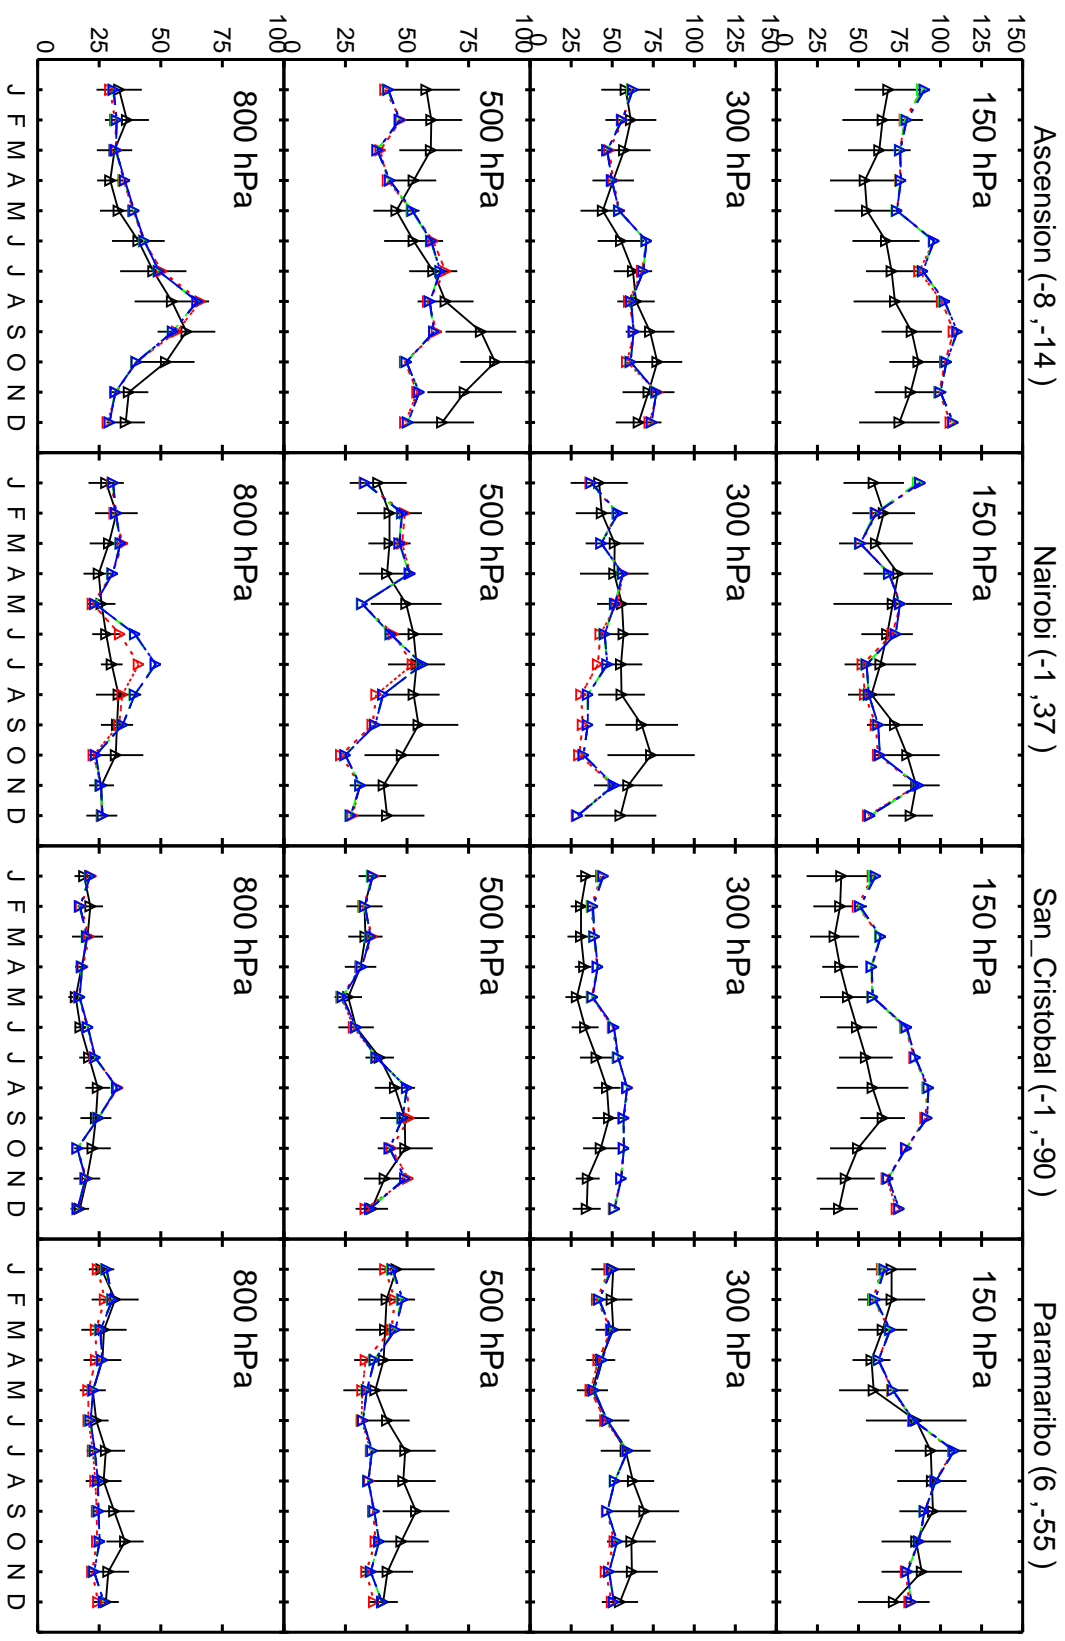 Ascension (-8 ,-14 )
Nairobi (-1 ,37 )
San_Cristobal (-1 ,-90 )
Paramaribo (6 ,-55 )
150
125
100
75
50
25
0
150 hPa
150 hPa
150 hPa
150 hPa
150
125
100
75
50
25
0
300 hPa
300 hPa
300 hPa
300 hPa
100
75
50
25
0
500 hPa
500 hPa
500 hPa
500 hPa
100
75
50
25
0
800 hPa
800 hPa
800 hPa
800 hPa
J F M A M J J A S O N D
J F M A M J J A S O N D
J F M A M J J A S O N D
J F M A M J J A S O N D